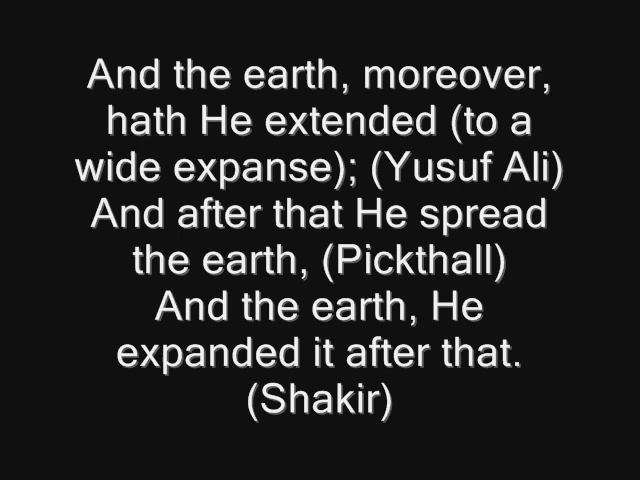 And the earth, moreover,
hath He extended (to a
wide expanse); (Yusuf Ali)
And after that He spread
the earth, (Pickthall)
And the earth, He
expanded it after that.
(Shakir)